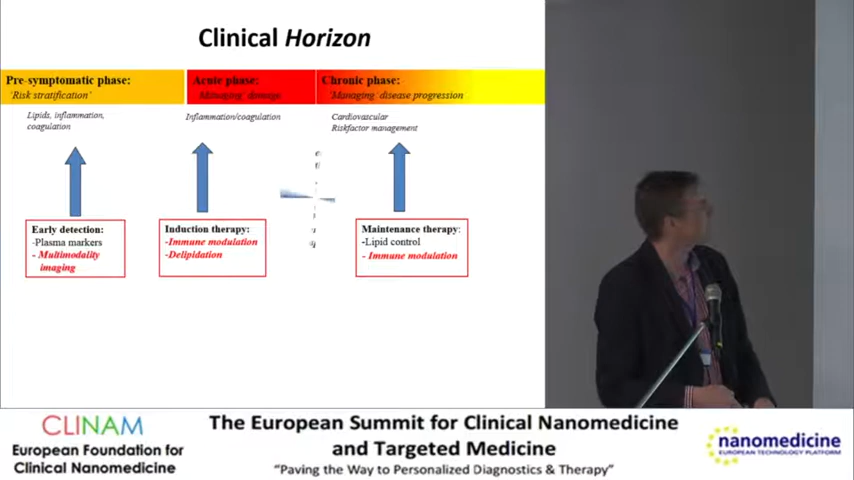 Clinical Horizon
Pre-symptomatic phase:
'Risk stratification'
Acute phase:
'Managing' damage
Chronic phase:
'Managing' disease progression
Lipids, inflammation,
coagulation
Inflammation/coagulation
Cardiovascular
Riskfactor management
Early detection:
-Plasma markers
- Multimodality
imaging
Induction therapy:
-Immune modulation
-Delipidation
Maintenance therapy:
-Lipid control
- Immune modulation
CLINAM
European Foundation for
Clinical Nanomedicine
The European Summit for Clinical Nanomedicine
and Targeted Medicine
"Paving the Way to Personalized Diagnostics & Therapy"
nanomedicine
EUROPEAN TECHNOLOGY PLATFORM